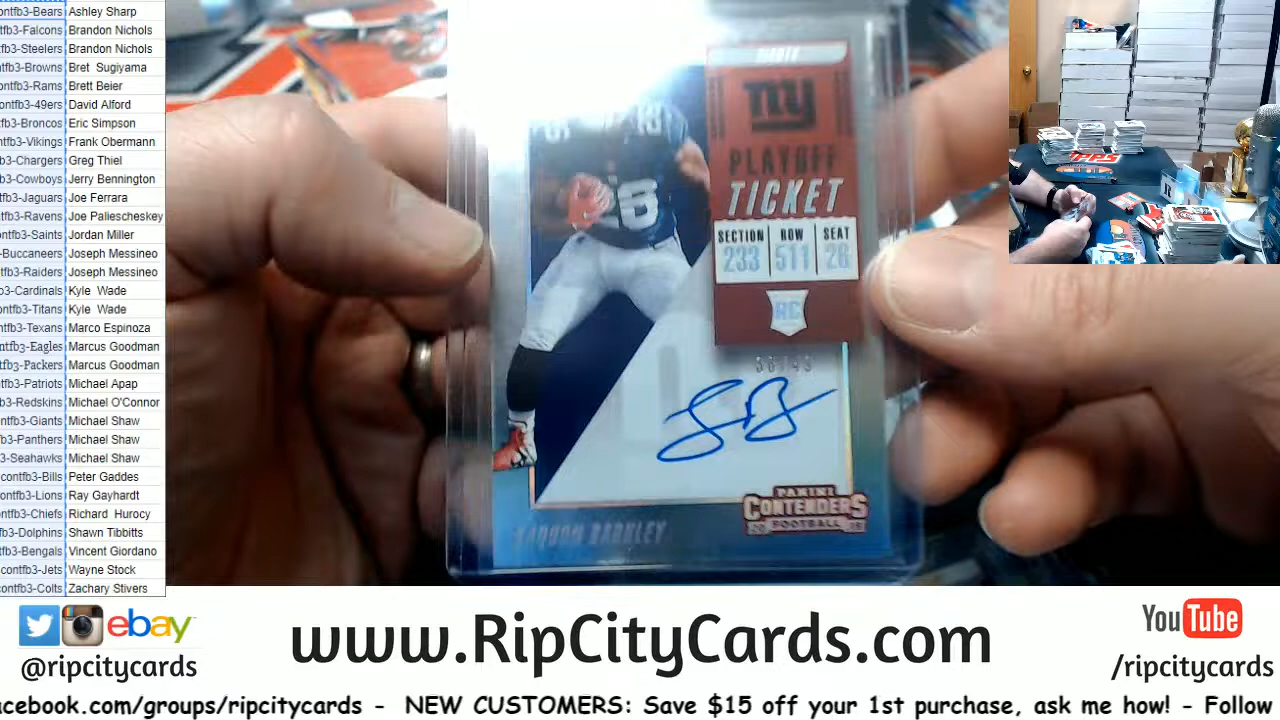 ontfb3-Bears Ashley Sharp
ntfb3-Falcons Brandon Nichols
tfb3-Steelers Brandon Nichols
ntfb3-Browns Bret Sugiyama
ontfb3-Rams Brett Beier
ontfb3-49ers David Alford
tfb3-Broncos Eric Simpson
ntfb3-Vikings Frank Obermann
b3-Chargers Greg Thiel
b3-Cowboys Jerry Bennington
fb3-Jaguars Joe Ferrara
tfb3-Ravens Joe Palieschesky
ontfb3-Saints Jordan Miller
-Buccaneers Joseph Messineo
tfb3-Raiders Joseph Messineo
b3-Cardinals Kyle Wade
ontfb3-Titans Kyle Wade
ntfb3-Texans Marco Espinoza
ntfb3-Eagles Marcus Goodman
fb3-Packers Marcus Goodman
tfb3-Patriots Michael Apap
b3-Redskins Michael O'Connor
ntfb3-Giants Michael Shaw
b3-Panthers Michael Shaw
3-Seahawks Michael Shaw
contfb3-Bills Peter Gaddes
ontfb3-Lions Ray Gayhardt
ontfb3-Chiefs Richard Hurocy
fb3-Dolphins Shawn Tibbitts
tfb3-Bengals Vincent Giordano
contfb3-Jets Wayne Stock
contfb3-Colts Zachary Stivers
ny
PLAYOFF
TICKET
SECTION ROW SEAT
233 511 26
RC
PANINI
CONTENDERS
FOOTBALL
SAQUON BARKLEY
ebay
@ripcitycards
www.RipCityCards.com
YouTube
/ripcitycards
acebook.com/groups/ripcitycards - NEW CUSTOMERS: Save $15 off your 1st purchase, ask me how! - Follow